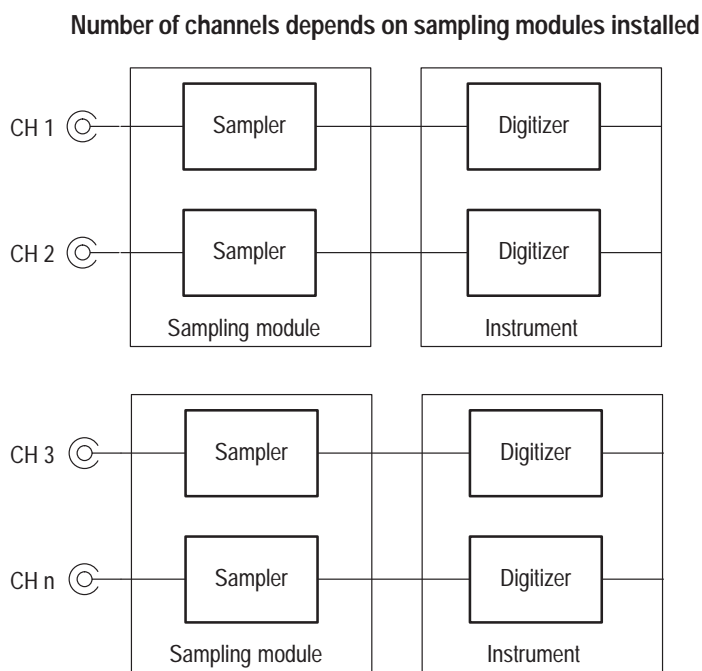 Number of channels depends on sampling modules installed
CH 1
Sampler
Digitizer
CH 2
Sampler
Digitizer
Sampling module
Instrument
CH 3
Sampler
Digitizer
CH n
Sampler
Digitizer
Sampling module
Instrument